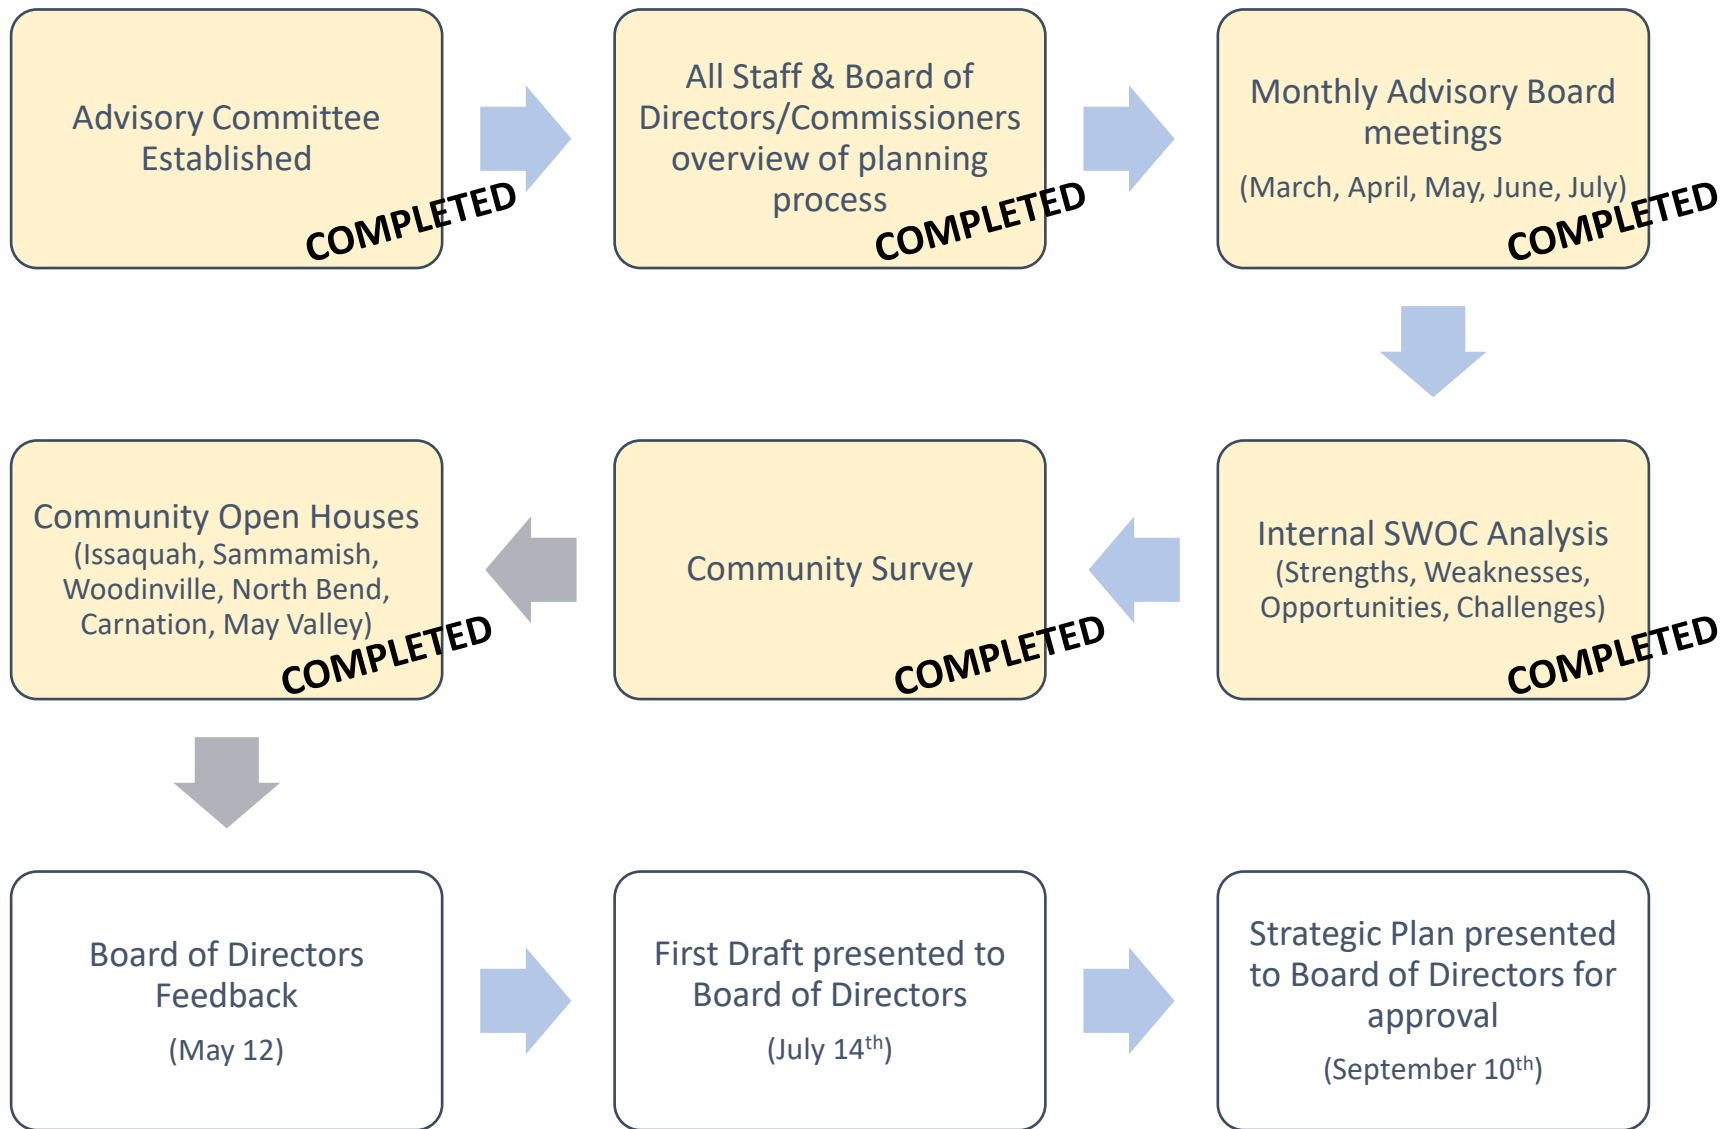 Advisory Committee
Established
COMPLETED
All Staff & Board of
Directors/Commissioners
overview of planning
process
COMPLETED
Monthly Advisory Board
meetings
(March, April, May, June, July)
COMPLETED
Internal SWOC Analysis
(Strengths, Weaknesses,
Opportunities, Challenges)
COMPLETED
Community Survey
COMPLETED
Community Open Houses
(Issaquah, Sammamish,
Woodinville, North Bend,
Carnation, May Valley)
COMPLETED
Board of Directors
Feedback
(May 12)
First Draft presented to
Board of Directors
(July 14th)
Strategic Plan presented
to Board of Directors for
approval
(September 10th)